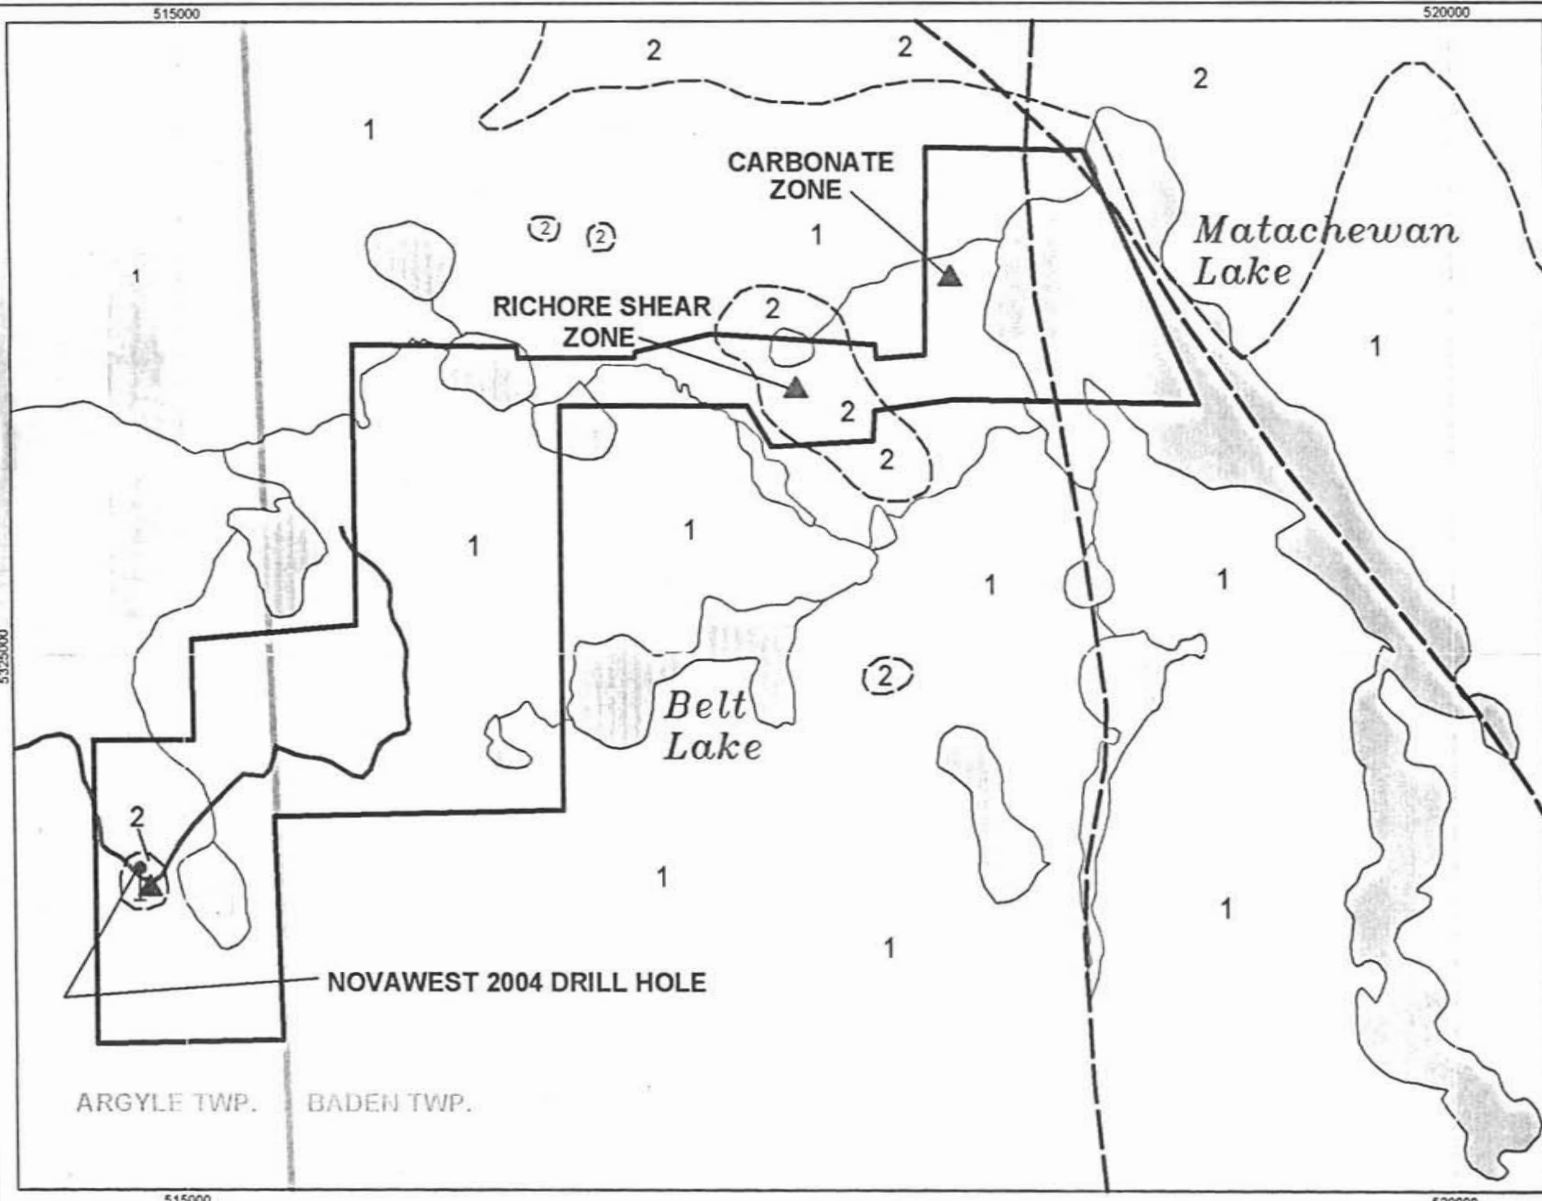 515000
520000
2
2
2
1
CARBONATE
ZONE
2
2
1
Matachewan
Lake
1
RICHORE SHEAR
ZONE
2
1
2
2
1
1
1
1
5325000
2
Belt
Lake
2
1
1
1
NOVAWEST 2004 DRILL HOLE
ARGYLE TWP.
BADEN TWP.
515000
520000